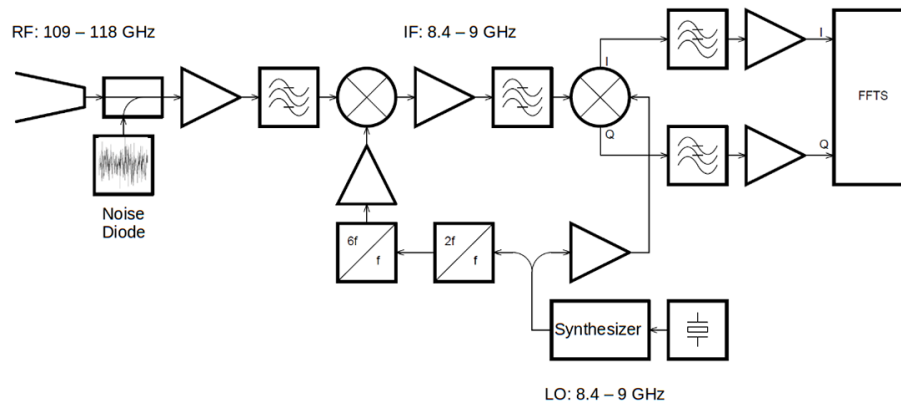 RF: 109 – 118 GHz
IF: 8.4 – 9 GHz
I
I
FFTS
Q
Q
Noise
Diode
6f
f
2f
f
Synthesizer
LO: 8.4 – 9 GHz